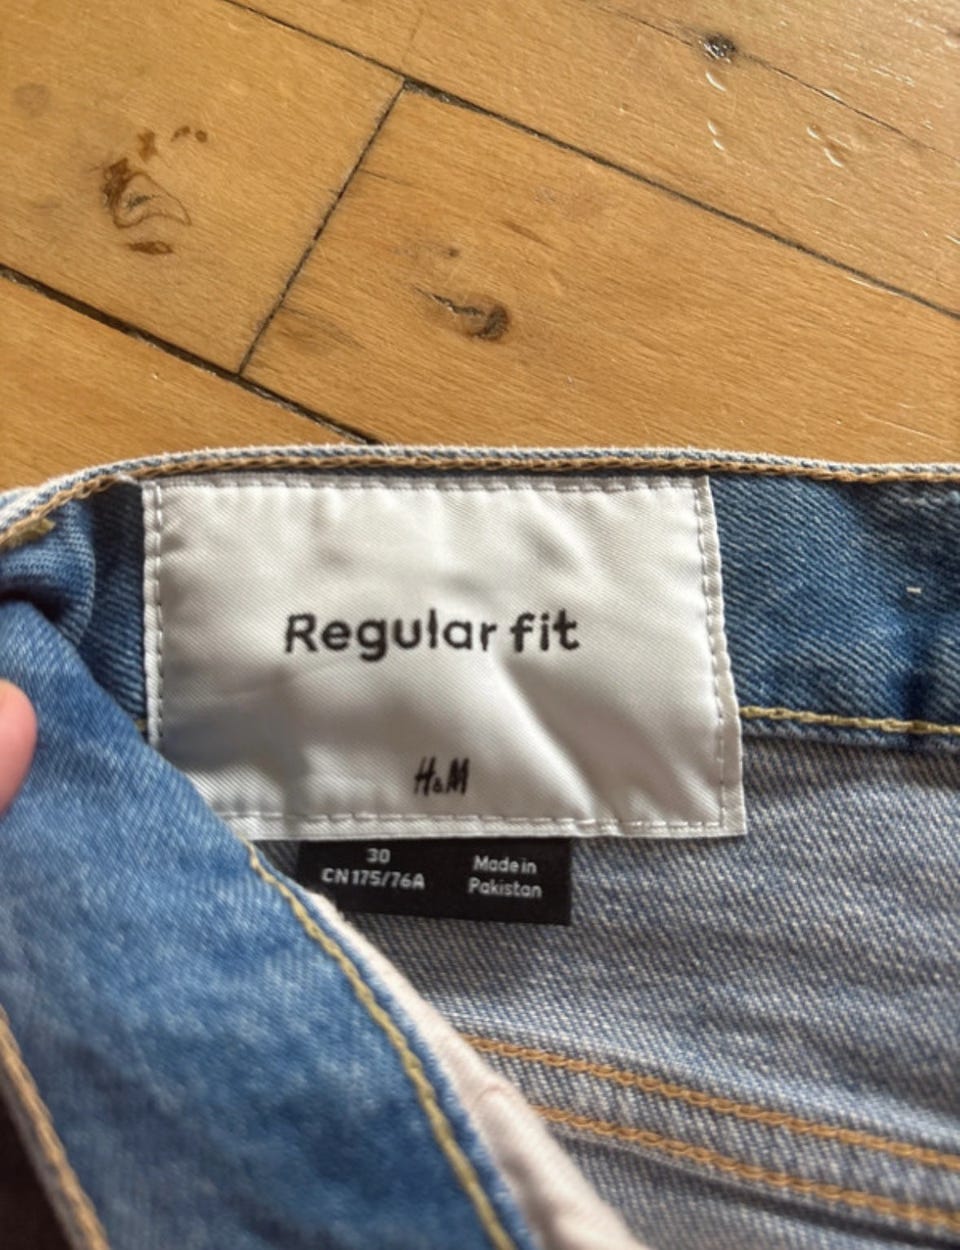 Regular fit
H&M
30
CN175/76A
Made in
Pakistan